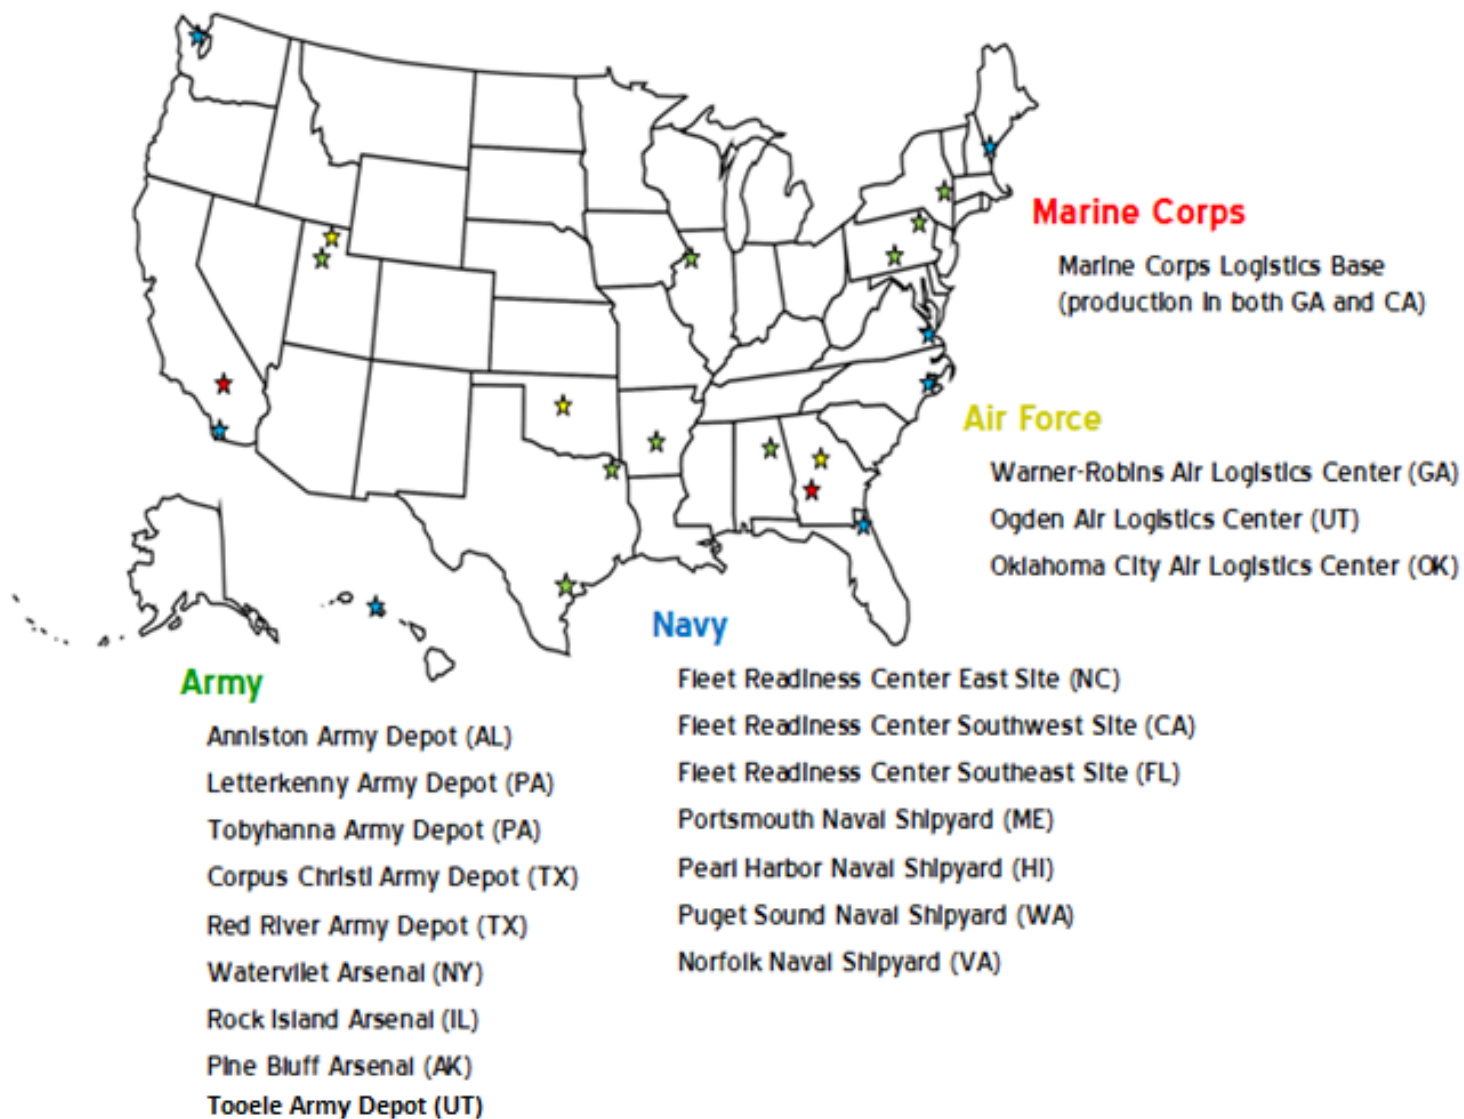 Marine Corps
Marine Corps Logistics Base
(production in both GA and CA)
Air Force
Warner-Robins Air Logistics Center (GA)
Ogden Air Logistics Center (UT)
Oklahoma City Air Logistics Center (OK)
Navy
Fleet Readiness Center East Site (NC)
Fleet Readiness Center Southwest Site (CA)
Fleet Readiness Center Southeast Site (FL)
Portsmouth Naval Shipyard (ME)
Pearl Harbor Naval Shipyard (HI)
Puget Sound Naval Shipyard (WA)
Norfolk Naval Shipyard (VA)
Army
Anniston Army Depot (AL)
Letterkenny Army Depot (PA)
Tobyhanna Army Depot (PA)
Corpus Christi Army Depot (TX)
Red River Army Depot (TX)
Watervliet Arsenal (NY)
Rock Island Arsenal (IL)
Pine Bluff Arsenal (AK)
Tooele Army Depot (UT)